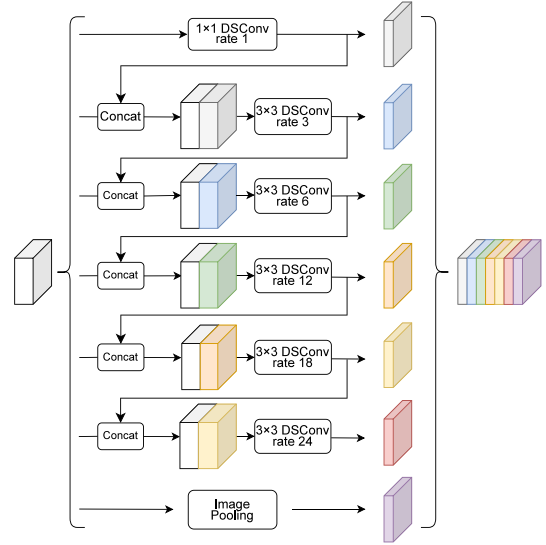 1×1 DSConv
rate 1
Concat
3×3 DSConv
rate 3
Concat
3×3 DSConv
rate 6
Concat
3×3 DSConv
rate 12
Concat
3×3 DSConv
rate 18
Concat
3×3 DSConv
rate 24
Image
Pooling